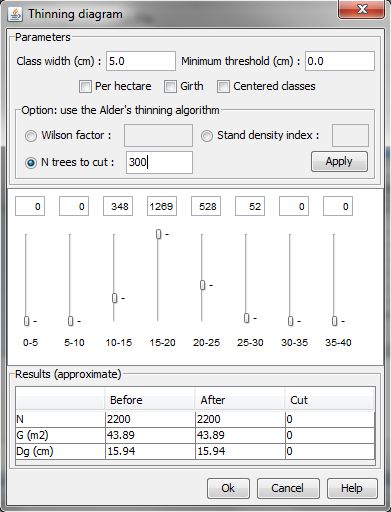 Thinning diagram
Parameters
Class width (cm) : 5.0 Minimum threshold (cm) : 0.0
Per hectare Girth Centered classes
Option: use the Alder's thinning algorithm
Wilson factor : Stand density index :
N trees to cut : 300 Apply
0 0 348 1269 528 52 0 0
0-5 5-10 10-15 15-20 20-25 25-30 30-35 35-40
Results (approximate)
Before After Cut
N 2200 2200 0
G (m2) 43.89 43.89 0
Dg (cm) 15.94 15.94 0
Ok Cancel Help